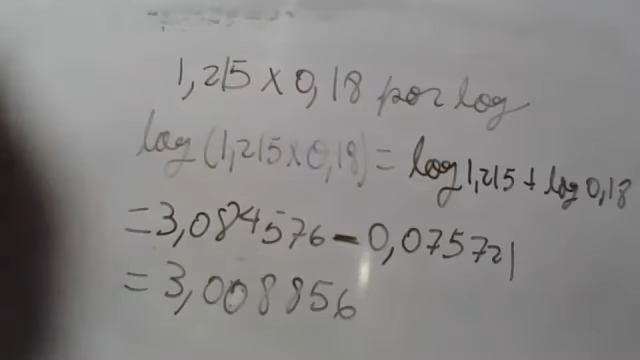 1,215 x 0,18 por log
log (1,215 x 0,18) = log 1,215 + log 0,18
= 3,084576 - 0,075721
= 3,008856